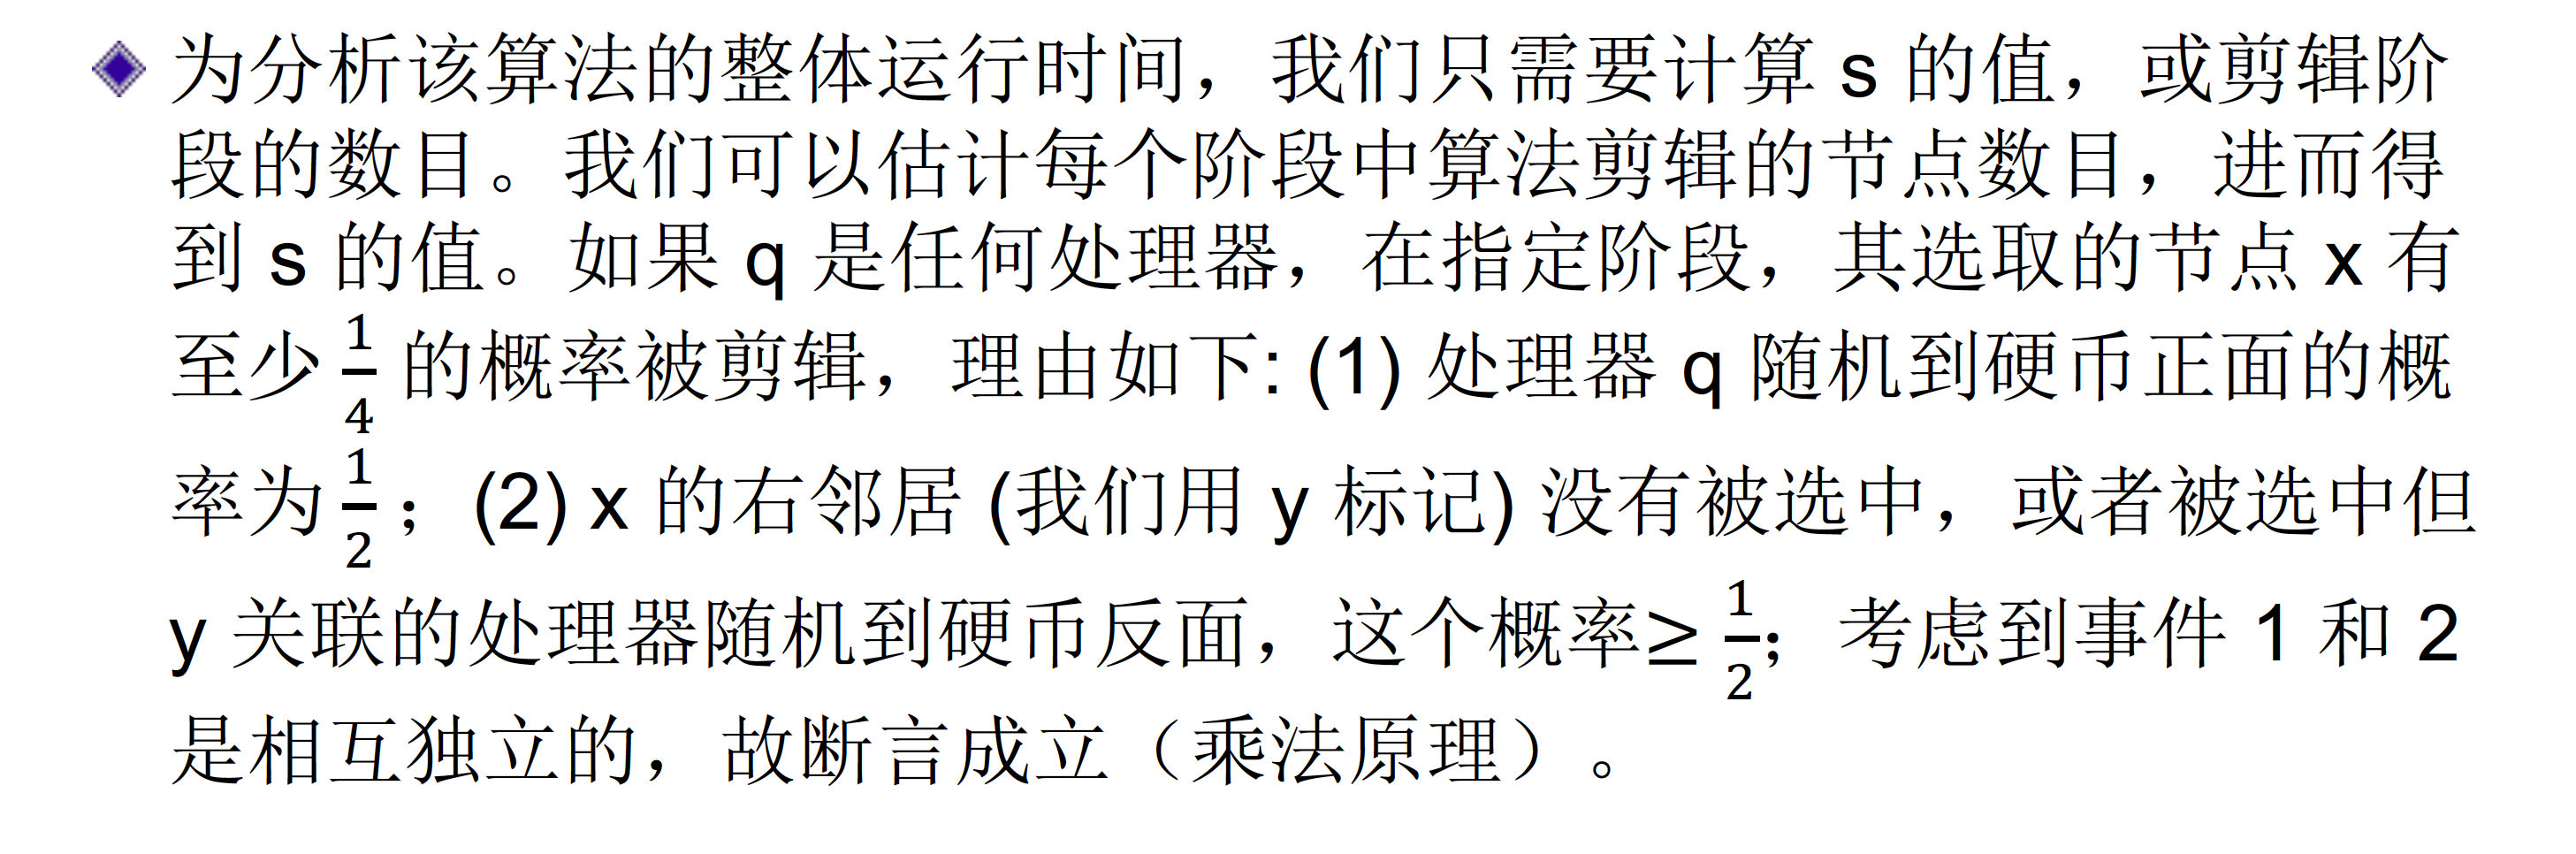 为分析该算法的整体运行时间，我们只需要计算 s 的值，或剪辑阶
段的数目。我们可以估计每个阶段中算法剪辑的节点数目，进而得
到 s 的值。如果 q 是任何处理器，在指定阶段，其选取的节点 x 有
至少 1/4 的概率被剪辑，理由如下: (1) 处理器 q 随机到硬币正面的概
率为 1/2 ；(2) x 的右邻居 (我们用 y 标记) 没有被选中，或者被选中但
y 关联的处理器随机到硬币反面，这个概率≥ 1/2；考虑到事件 1 和 2
是相互独立的，故断言成立（乘法原理）。